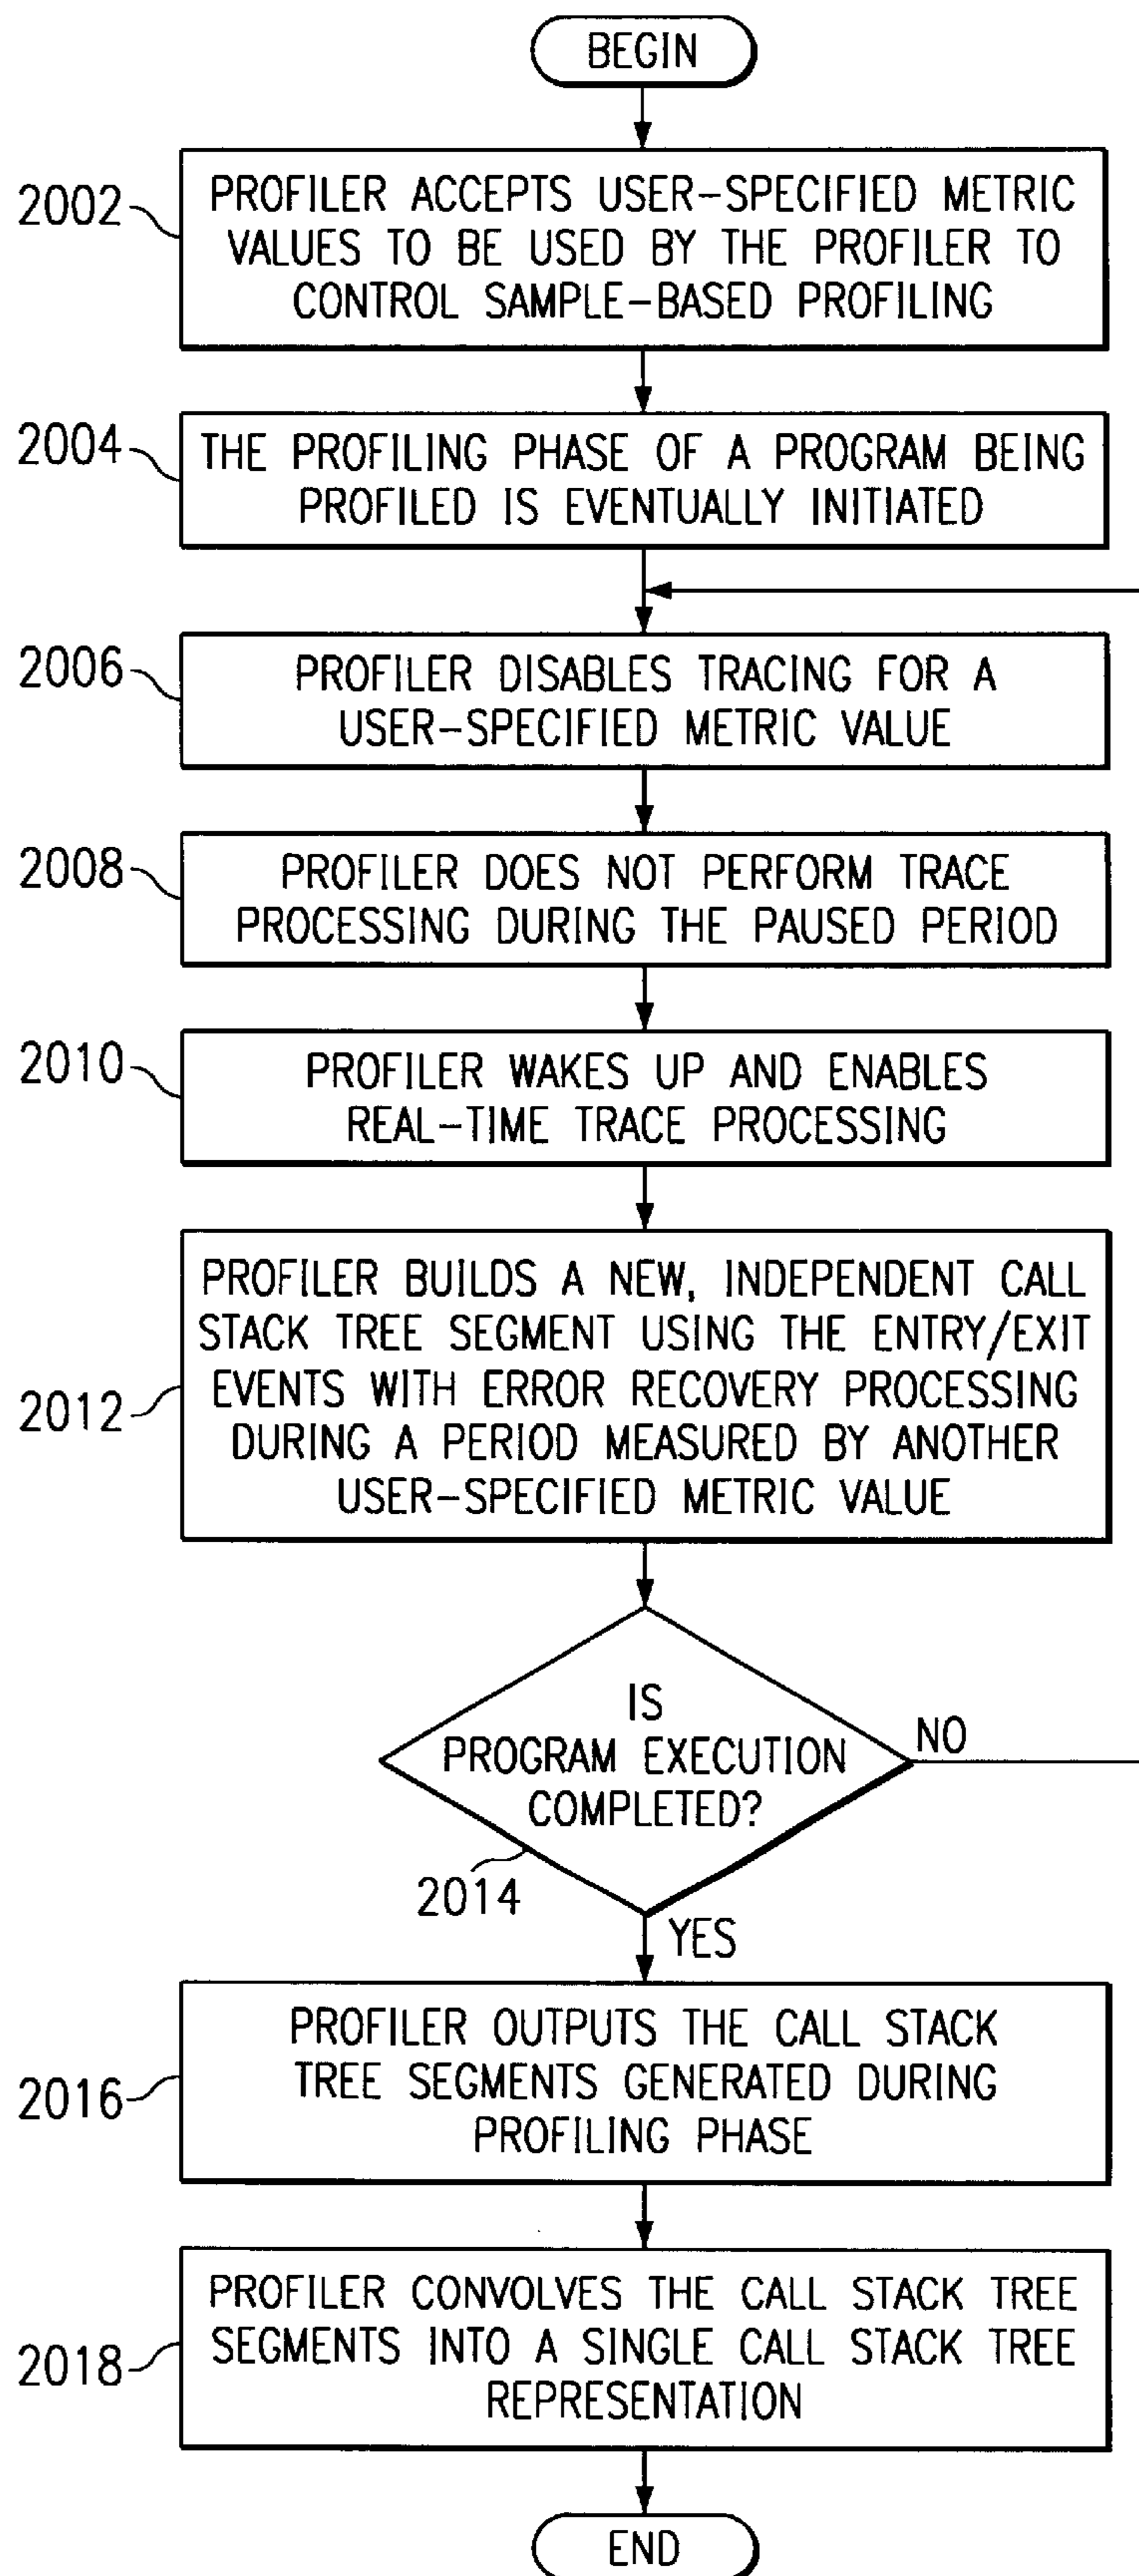 BEGIN
2002
PROFILER ACCEPTS USER-SPECIFIED METRIC
VALUES TO BE USED BY THE PROFILER TO
CONTROL SAMPLE-BASED PROFILING
2004
THE PROFILING PHASE OF A PROGRAM BEING
PROFILED IS EVENTUALLY INITIATED
2006
PROFILER DISABLES TRACING FOR A
USER-SPECIFIED METRIC VALUE
2008
PROFILER DOES NOT PERFORM TRACE
PROCESSING DURING THE PAUSED PERIOD
2010
PROFILER WAKES UP AND ENABLES
REAL-TIME TRACE PROCESSING
2012
PROFILER BUILDS A NEW, INDEPENDENT CALL
STACK TREE SEGMENT USING THE ENTRY/EXIT
EVENTS WITH ERROR RECOVERY PROCESSING
DURING A PERIOD MEASURED BY ANOTHER
USER-SPECIFIED METRIC VALUE
IS
PROGRAM EXECUTION
COMPLETED?
NO
2014
YES
2016
PROFILER OUTPUTS THE CALL STACK
TREE SEGMENTS GENERATED DURING
PROFILING PHASE
2018
PROFILER CONVOLVES THE CALL STACK TREE
SEGMENTS INTO A SINGLE CALL STACK TREE
REPRESENTATION
END